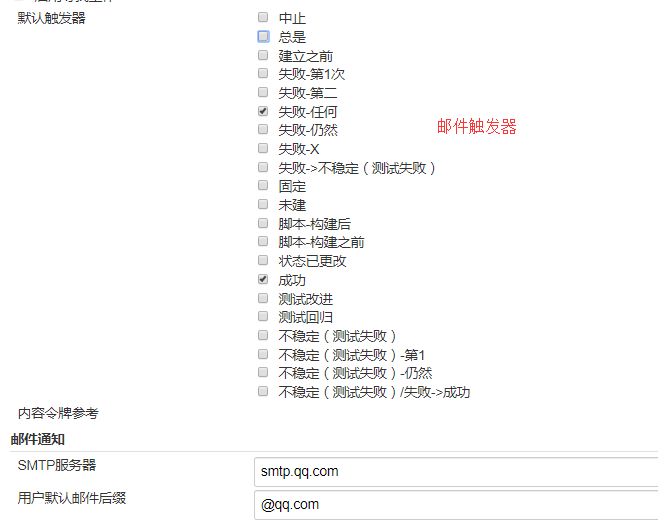 默认触发器
中止
总是
建立之前
失败-第1次
失败-第二
失败-任何
失败-仍然
邮件触发器
失败-X
失败->不稳定（测试失败）
固定
未建
脚本-构建后
脚本-构建之前
状态已更改
成功
测试改进
测试回归
不稳定（测试失败）
不稳定（测试失败）-第1
不稳定（测试失败）-仍然
不稳定（测试失败）/失败->成功
内容令牌参考
邮件通知
SMTP服务器
smtp.qq.com
用户默认邮件后缀
@qq.com